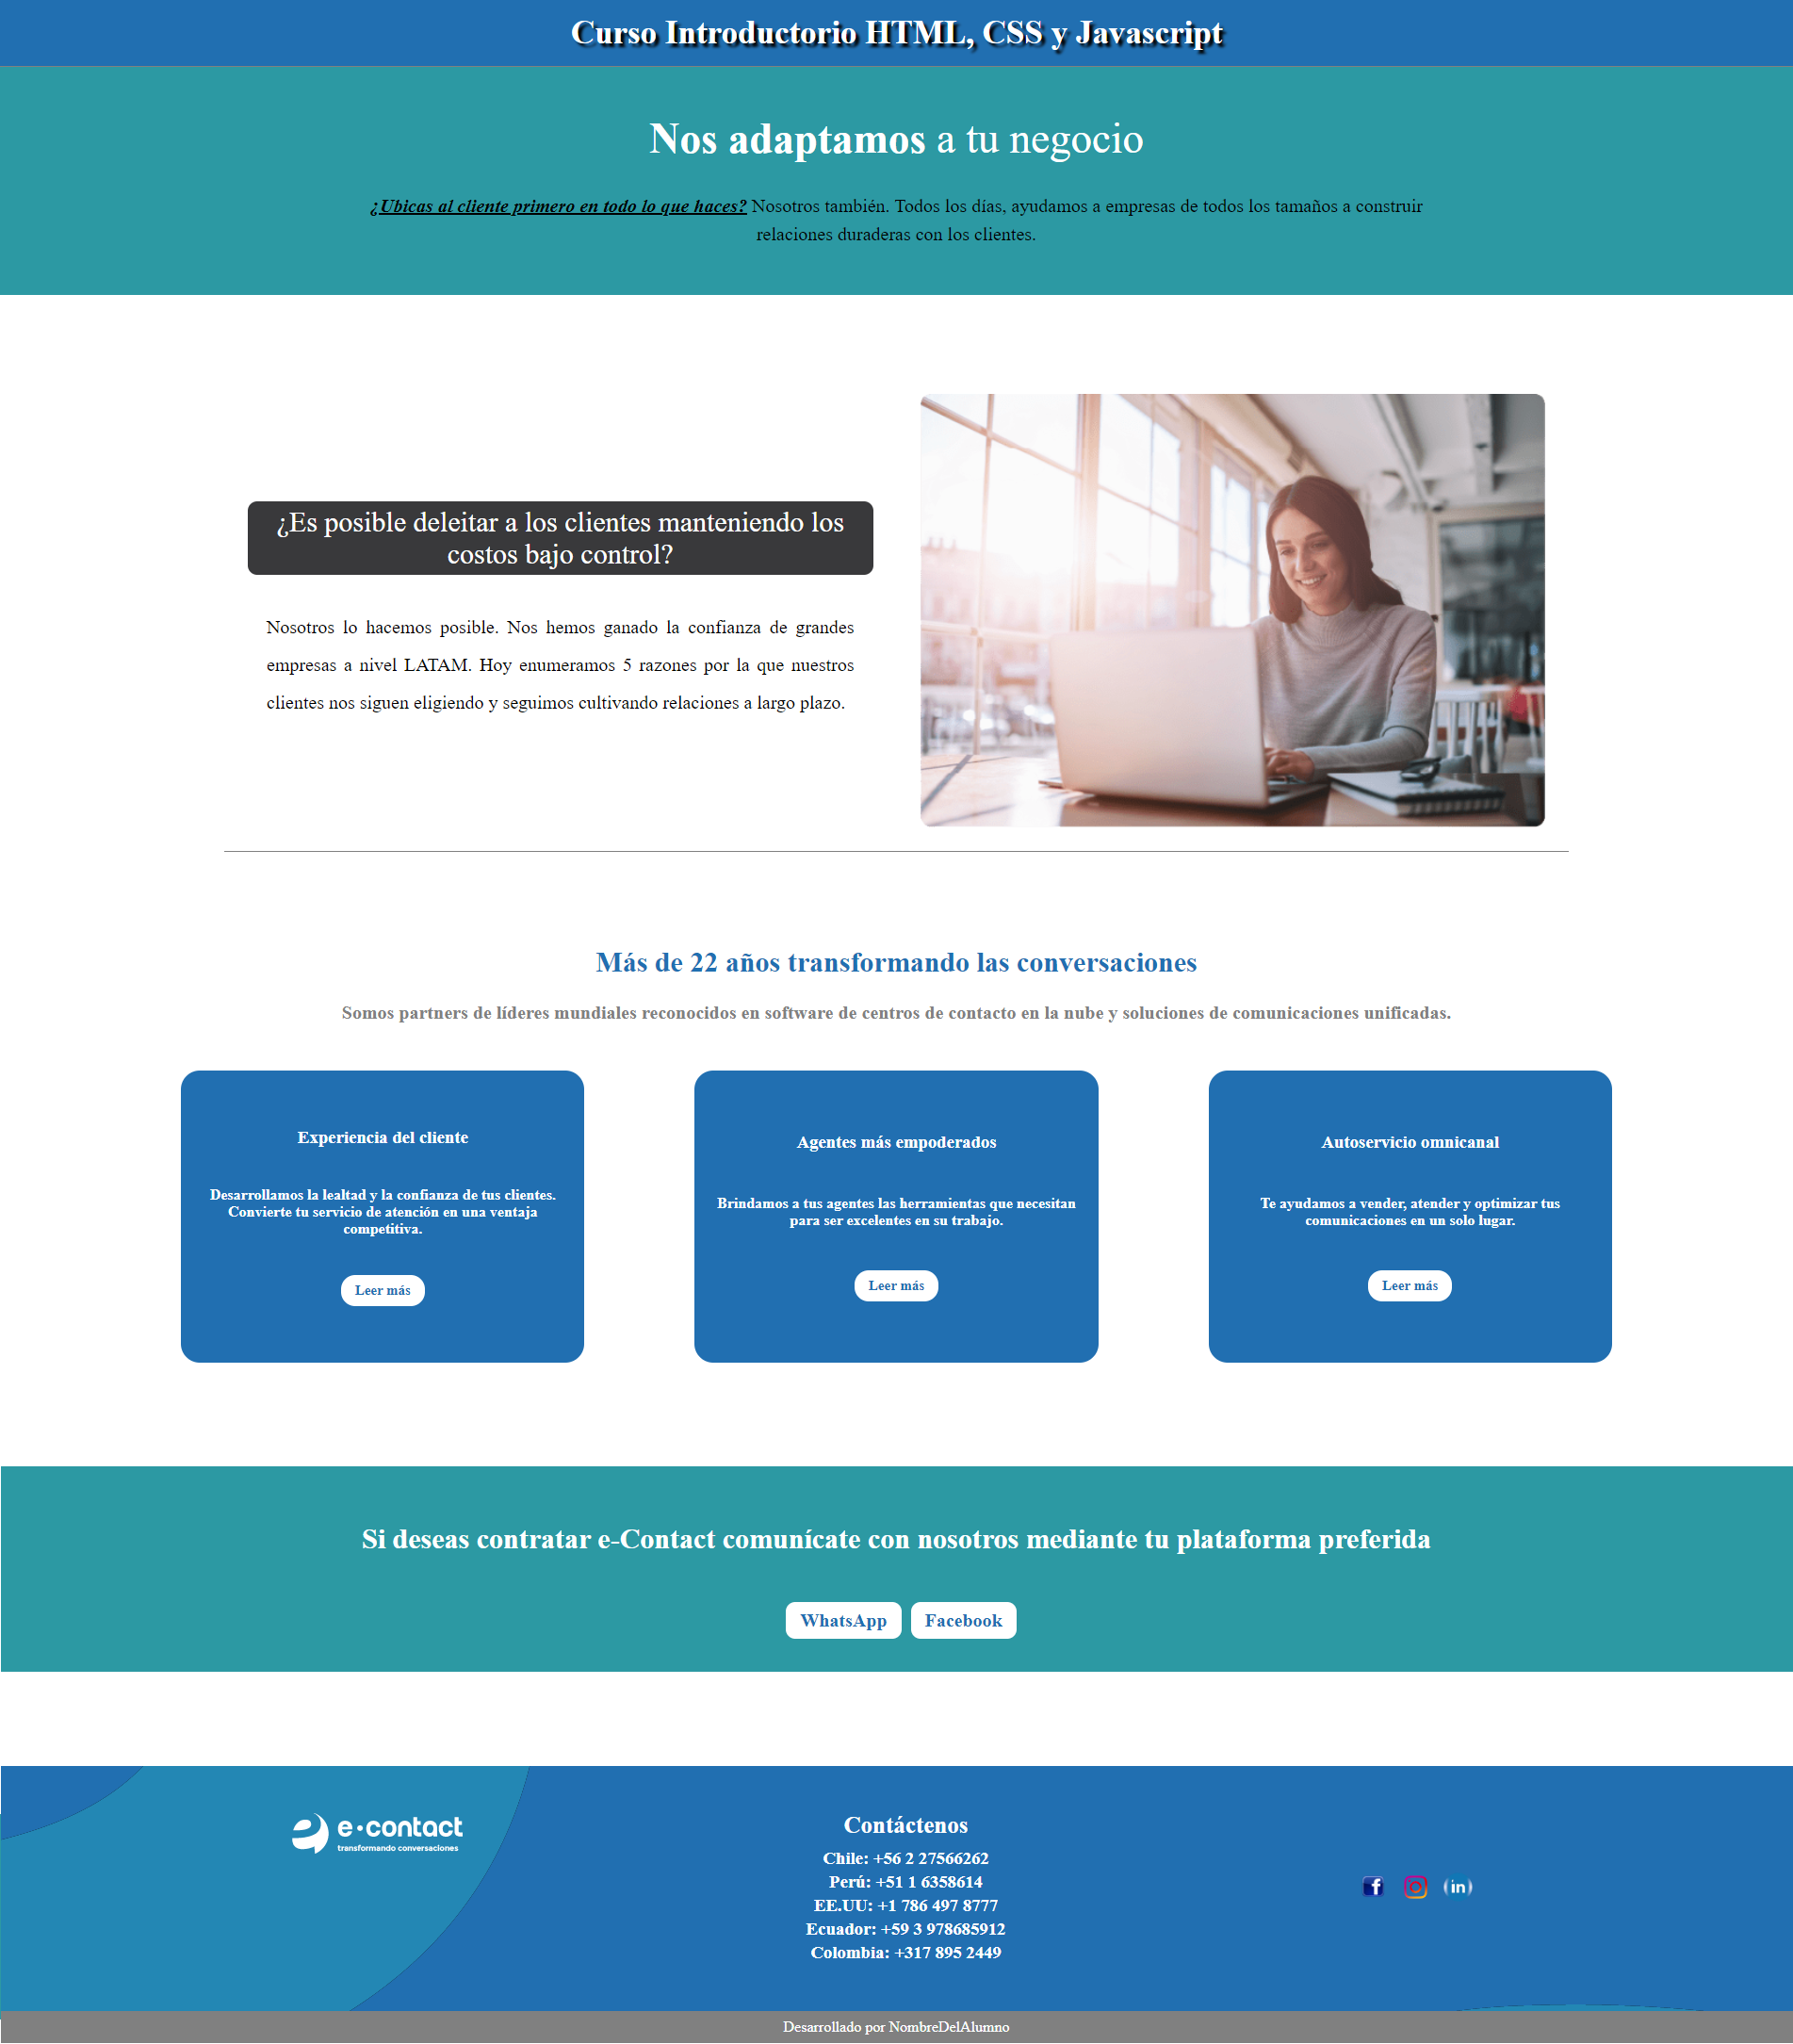 Curso Introductorio HTML, CSS y Javascript
Nos adaptamos a tu negocio
¿Ubicas al cliente primero en todo lo que haces? Nosotros también. Todos los días, ayudamos a empresas de todos los tamaños a construir
relaciones duraderas con los clientes.
¿Es posible deleitar a los clientes manteniendo los
costos bajo control?
Nosotros lo hacemos posible. Nos hemos ganado la confianza de grandes
empresas a nivel LATAM. Hoy enumeramos 5 razones por la que nuestros
clientes nos siguen eligiendo y seguimos cultivando relaciones a largo plazo.
Más de 22 años transformando las conversaciones
Somos partners de líderes mundiales reconocidos en software de centros de contacto en la nube y soluciones de comunicaciones unificadas.
Experiencia del cliente
Desarrollamos la lealtad y la confianza de tus clientes.
Convierte tu servicio de atención en una ventaja
competitiva.
Leer más
Agentes más empoderados
Brindamos a tus agentes las herramientas que necesitan
para ser excelentes en su trabajo.
Leer más
Autoservicio omnicanal
Te ayudamos a vender, atender y optimizar tus
comunicaciones en un solo lugar.
Leer más
Si deseas contratar e-Contact comunícate con nosotros mediante tu plataforma preferida
WhatsApp Facebook
e·contact
transformando conversaciones
Contáctenos
Chile: +56 2 27566262
Perú: +51 1 6358614
EE.UU: +1 786 497 8777
Ecuador: +59 3 978685912
Colombia: +317 895 2449
f
in
Desarrollado por NombreDelAlumno